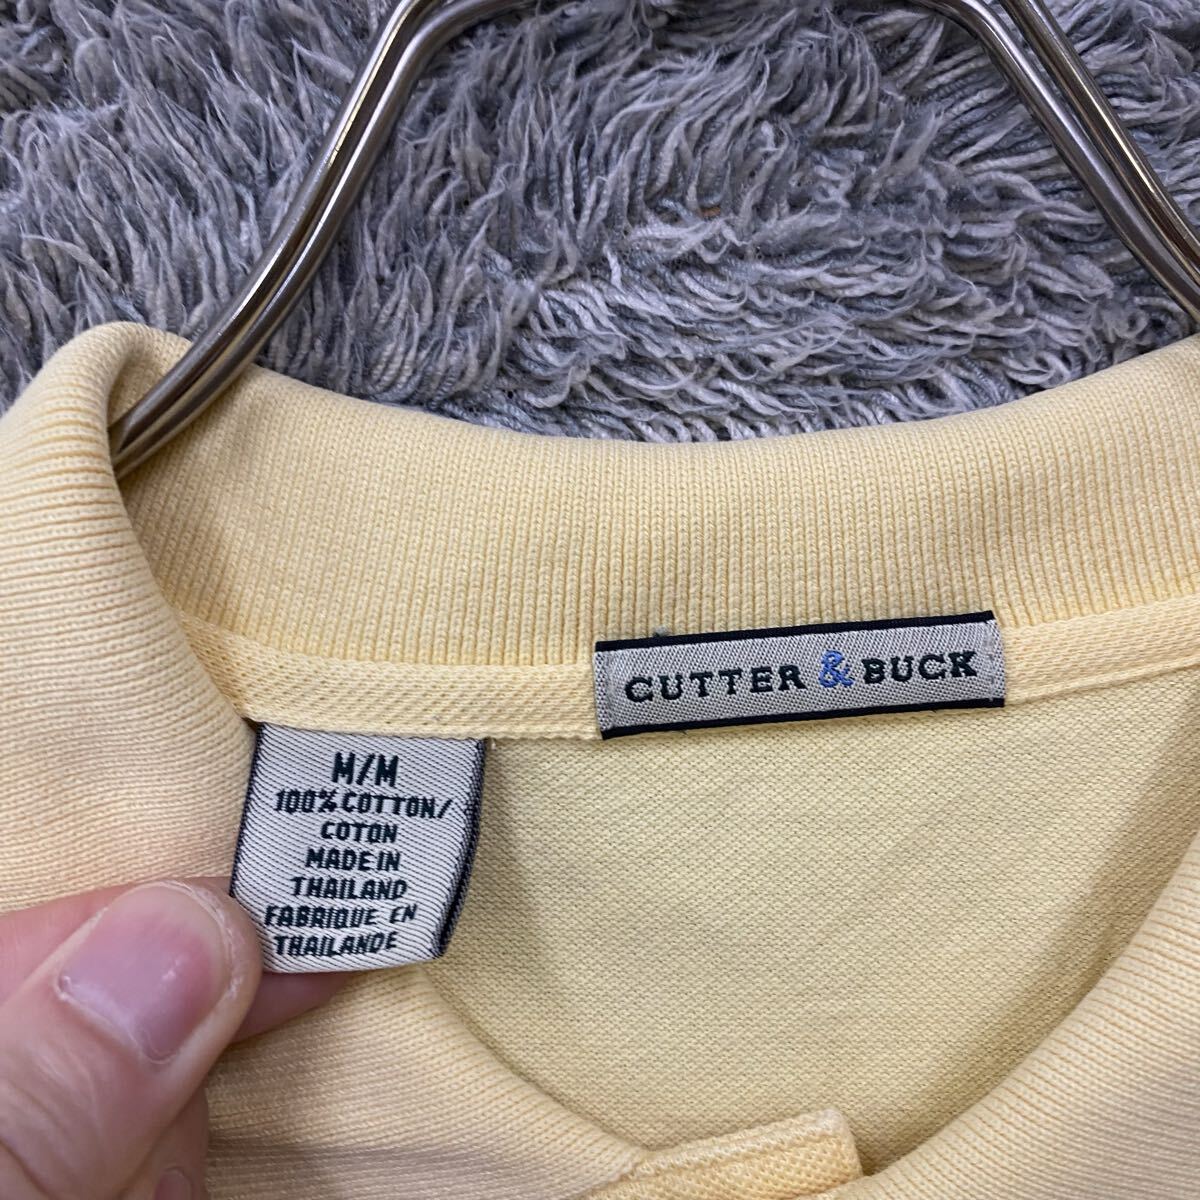 CUTTER & BUCK
M/M
100% COTTON/
COTON
MADE IN
THAILAND
FABRIQUE EN
THAILANDE